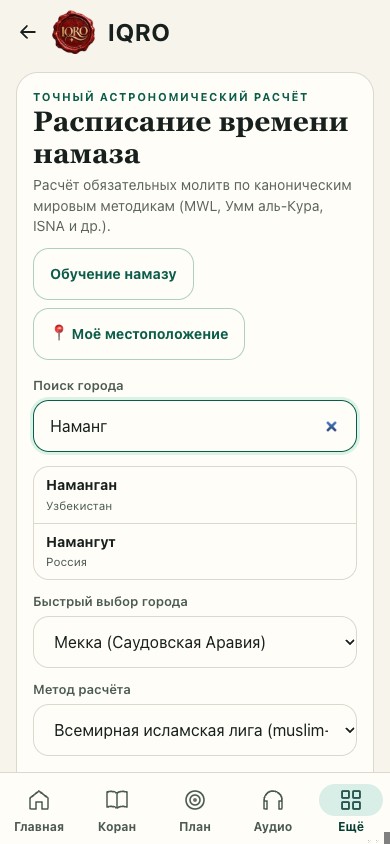 IQRO
IQRO
ТОЧНЫЙ АСТРОНОМИЧЕСКИЙ РАСЧЁТ
Расписание времени
намаза
Расчёт обязательных молитв по каноническим
мировым методикам (MWL, Умм аль-Кура,
ISNA и др.).
Обучение намазу
Моё местоположение
Поиск города
Наманг
Наманган
Узбекистан
Намангут
Россия
Быстрый выбор города
Мекка (Саудовская Аравия)
Метод расчёта
Всемирная исламская лига (muslim-
Главная Коран План Аудио Ещё